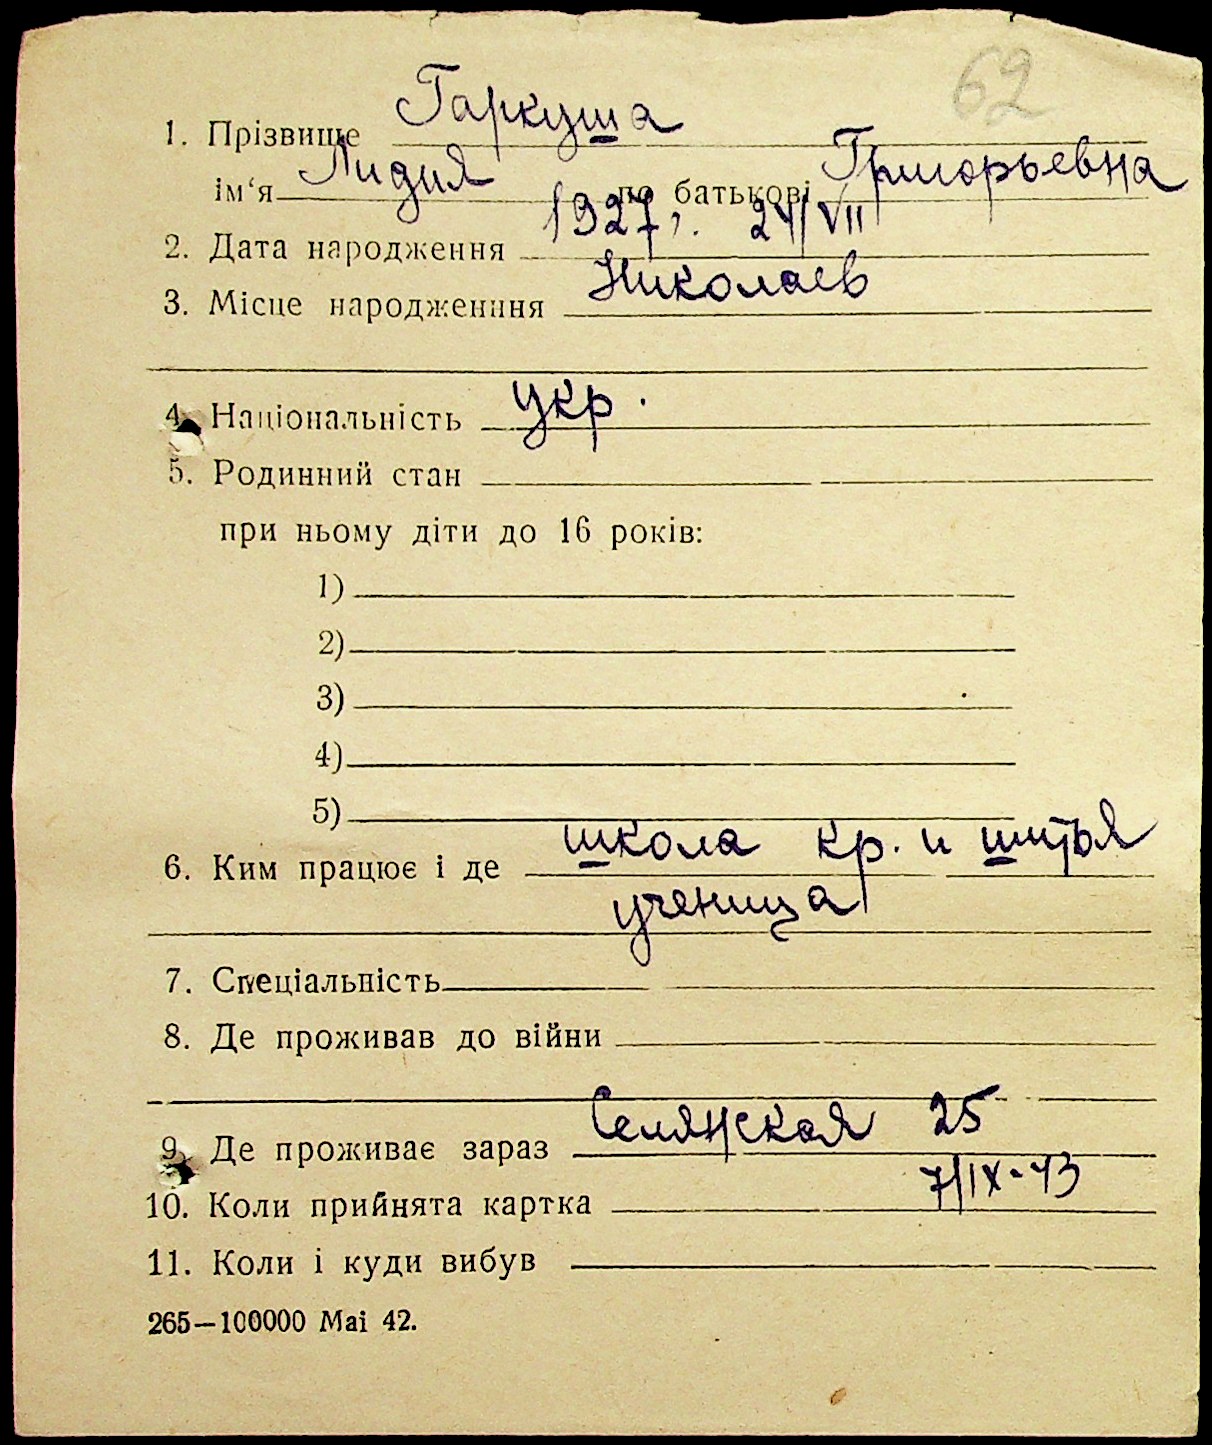 62
1. Прізвище Гаркуша
ім‘я Лидия по батькові Григорьевна
2. Дата народження 1927, 24/VII
3. Місце народженння Николаев
4. Національність укр.
5. Родинний стан
при ньому діти до 16 років:
1)
2)
3)
4)
5)
6. Ким працює і де школа кр. и шитья
ученица
7. Спеціальність
8. Де проживав до війни
9. Де проживає зараз Селянская 25
10. Коли прийнята картка 7/IX-43
11. Коли і куди вибув
265—100000 Mai 42.